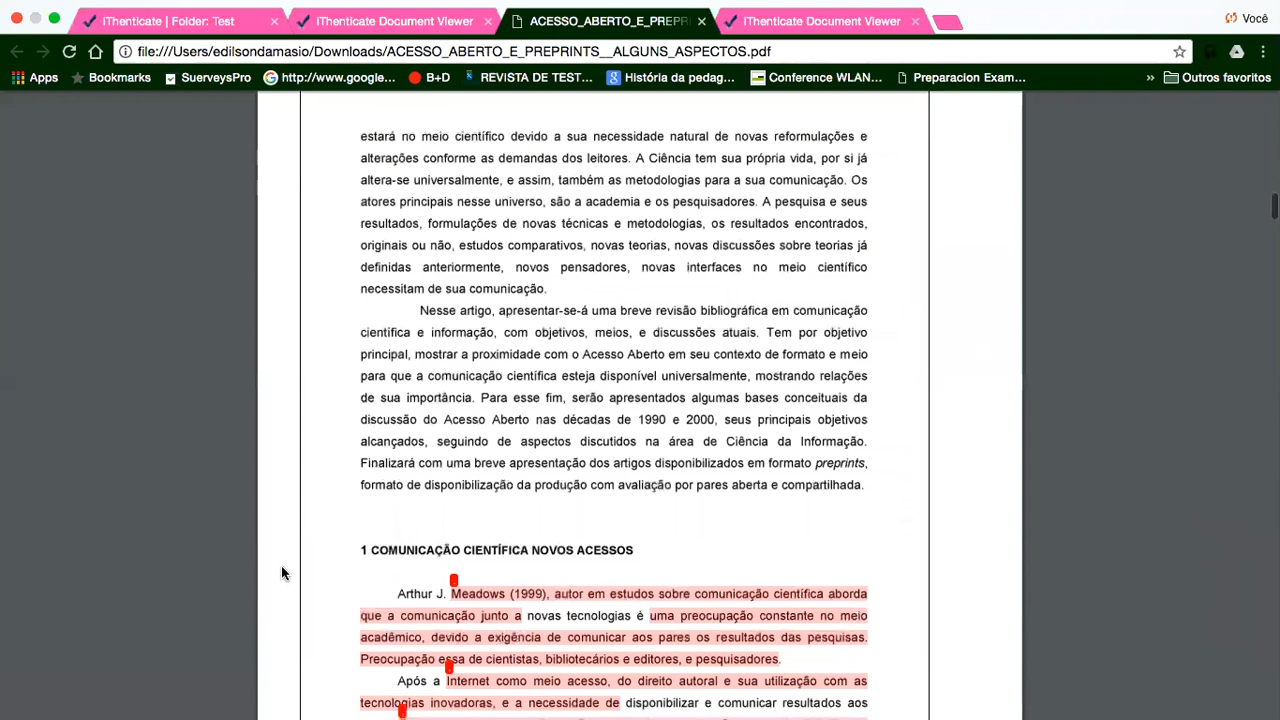 iThenticate | Folder: Test
iThenticate Document Viewer
ACESSO_ABERTO_E_PREPR
iThenticate Document Viewer
Você
file:///Users/edilsondamasio/Downloads/ACESSO_ABERTO_E_PREPRINTS__ALGUNS_ASPECTOS.pdf
Apps Bookmarks SuerveysPro http://www.google... B+D REVISTA DE TEST... História da pedag... Conference WLAN... Preparacion Exam... » Outros favoritos
estará no meio científico devido a sua necessidade natural de novas reformulações e
alterações conforme as demandas dos leitores. A Ciência tem sua própria vida, por si já
altera-se universalmente, e assim, também as metodologias para a sua comunicação. Os
atores principais nesse universo, são a academia e os pesquisadores. A pesquisa e seus
resultados, formulações de novas técnicas e metodologias, os resultados encontrados,
originais ou não, estudos comparativos, novas teorias, novas discussões sobre teorias já
definidas anteriormente, novos pensadores, novas interfaces no meio científico
necessitam de sua comunicação.
Nesse artigo, apresentar-se-á uma breve revisão bibliográfica em comunicação
científica e informação, com objetivos, meios, e discussões atuais. Tem por objetivo
principal, mostrar a proximidade com o Acesso Aberto em seu contexto de formato e meio
para que a comunicação científica esteja disponível universalmente, mostrando relações
de sua importância. Para esse fim, serão apresentados algumas bases conceituais da
discussão do Acesso Aberto nas décadas de 1990 e 2000, seus principais objetivos
alcançados, seguindo de aspectos discutidos na área de Ciência da Informação.
Finalizará com uma breve apresentação dos artigos disponibilizados em formato preprints,
formato de disponibilização da produção com avaliação por pares aberta e compartilhada.
1 COMUNICAÇÃO CIENTÍFICA NOVOS ACESSOS
Arthur J. Meadows (1999), autor em estudos sobre comunicação científica aborda
que a comunicação junto a novas tecnologias é uma preocupação constante no meio
acadêmico, devido a exigência de comunicar aos pares os resultados das pesquisas.
Preocupação essa de cientistas, bibliotecários e editores, e pesquisadores.
Após a Internet como meio acesso, do direito autoral e sua utilização com as
tecnologias inovadoras, e a necessidade de disponibilizar e comunicar resultados aos